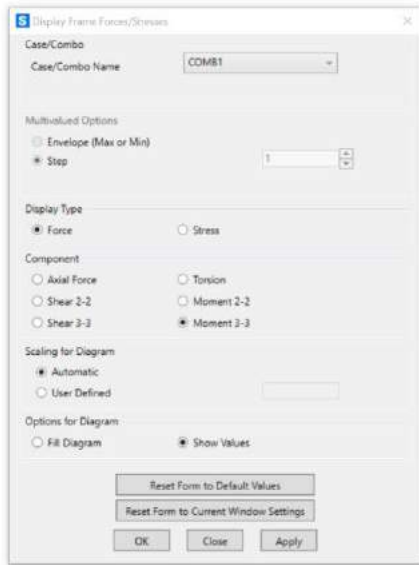 S Display Frame Forces/Stresses
Case/Combo
Case/Combo Name COMB1
Multivalued Options
Envelope (Max or Min)
Step 1
Display Type
Force Stress
Component
Axial Force Torsion
Shear 2-2 Moment 2-2
Shear 3-3 Moment 3-3
Scaling for Diagram
Automatic
User Defined
Options for Diagram
Fill Diagram Show Values
Reset Form to Default Values
Reset Form to Current Window Settings
OK Close Apply